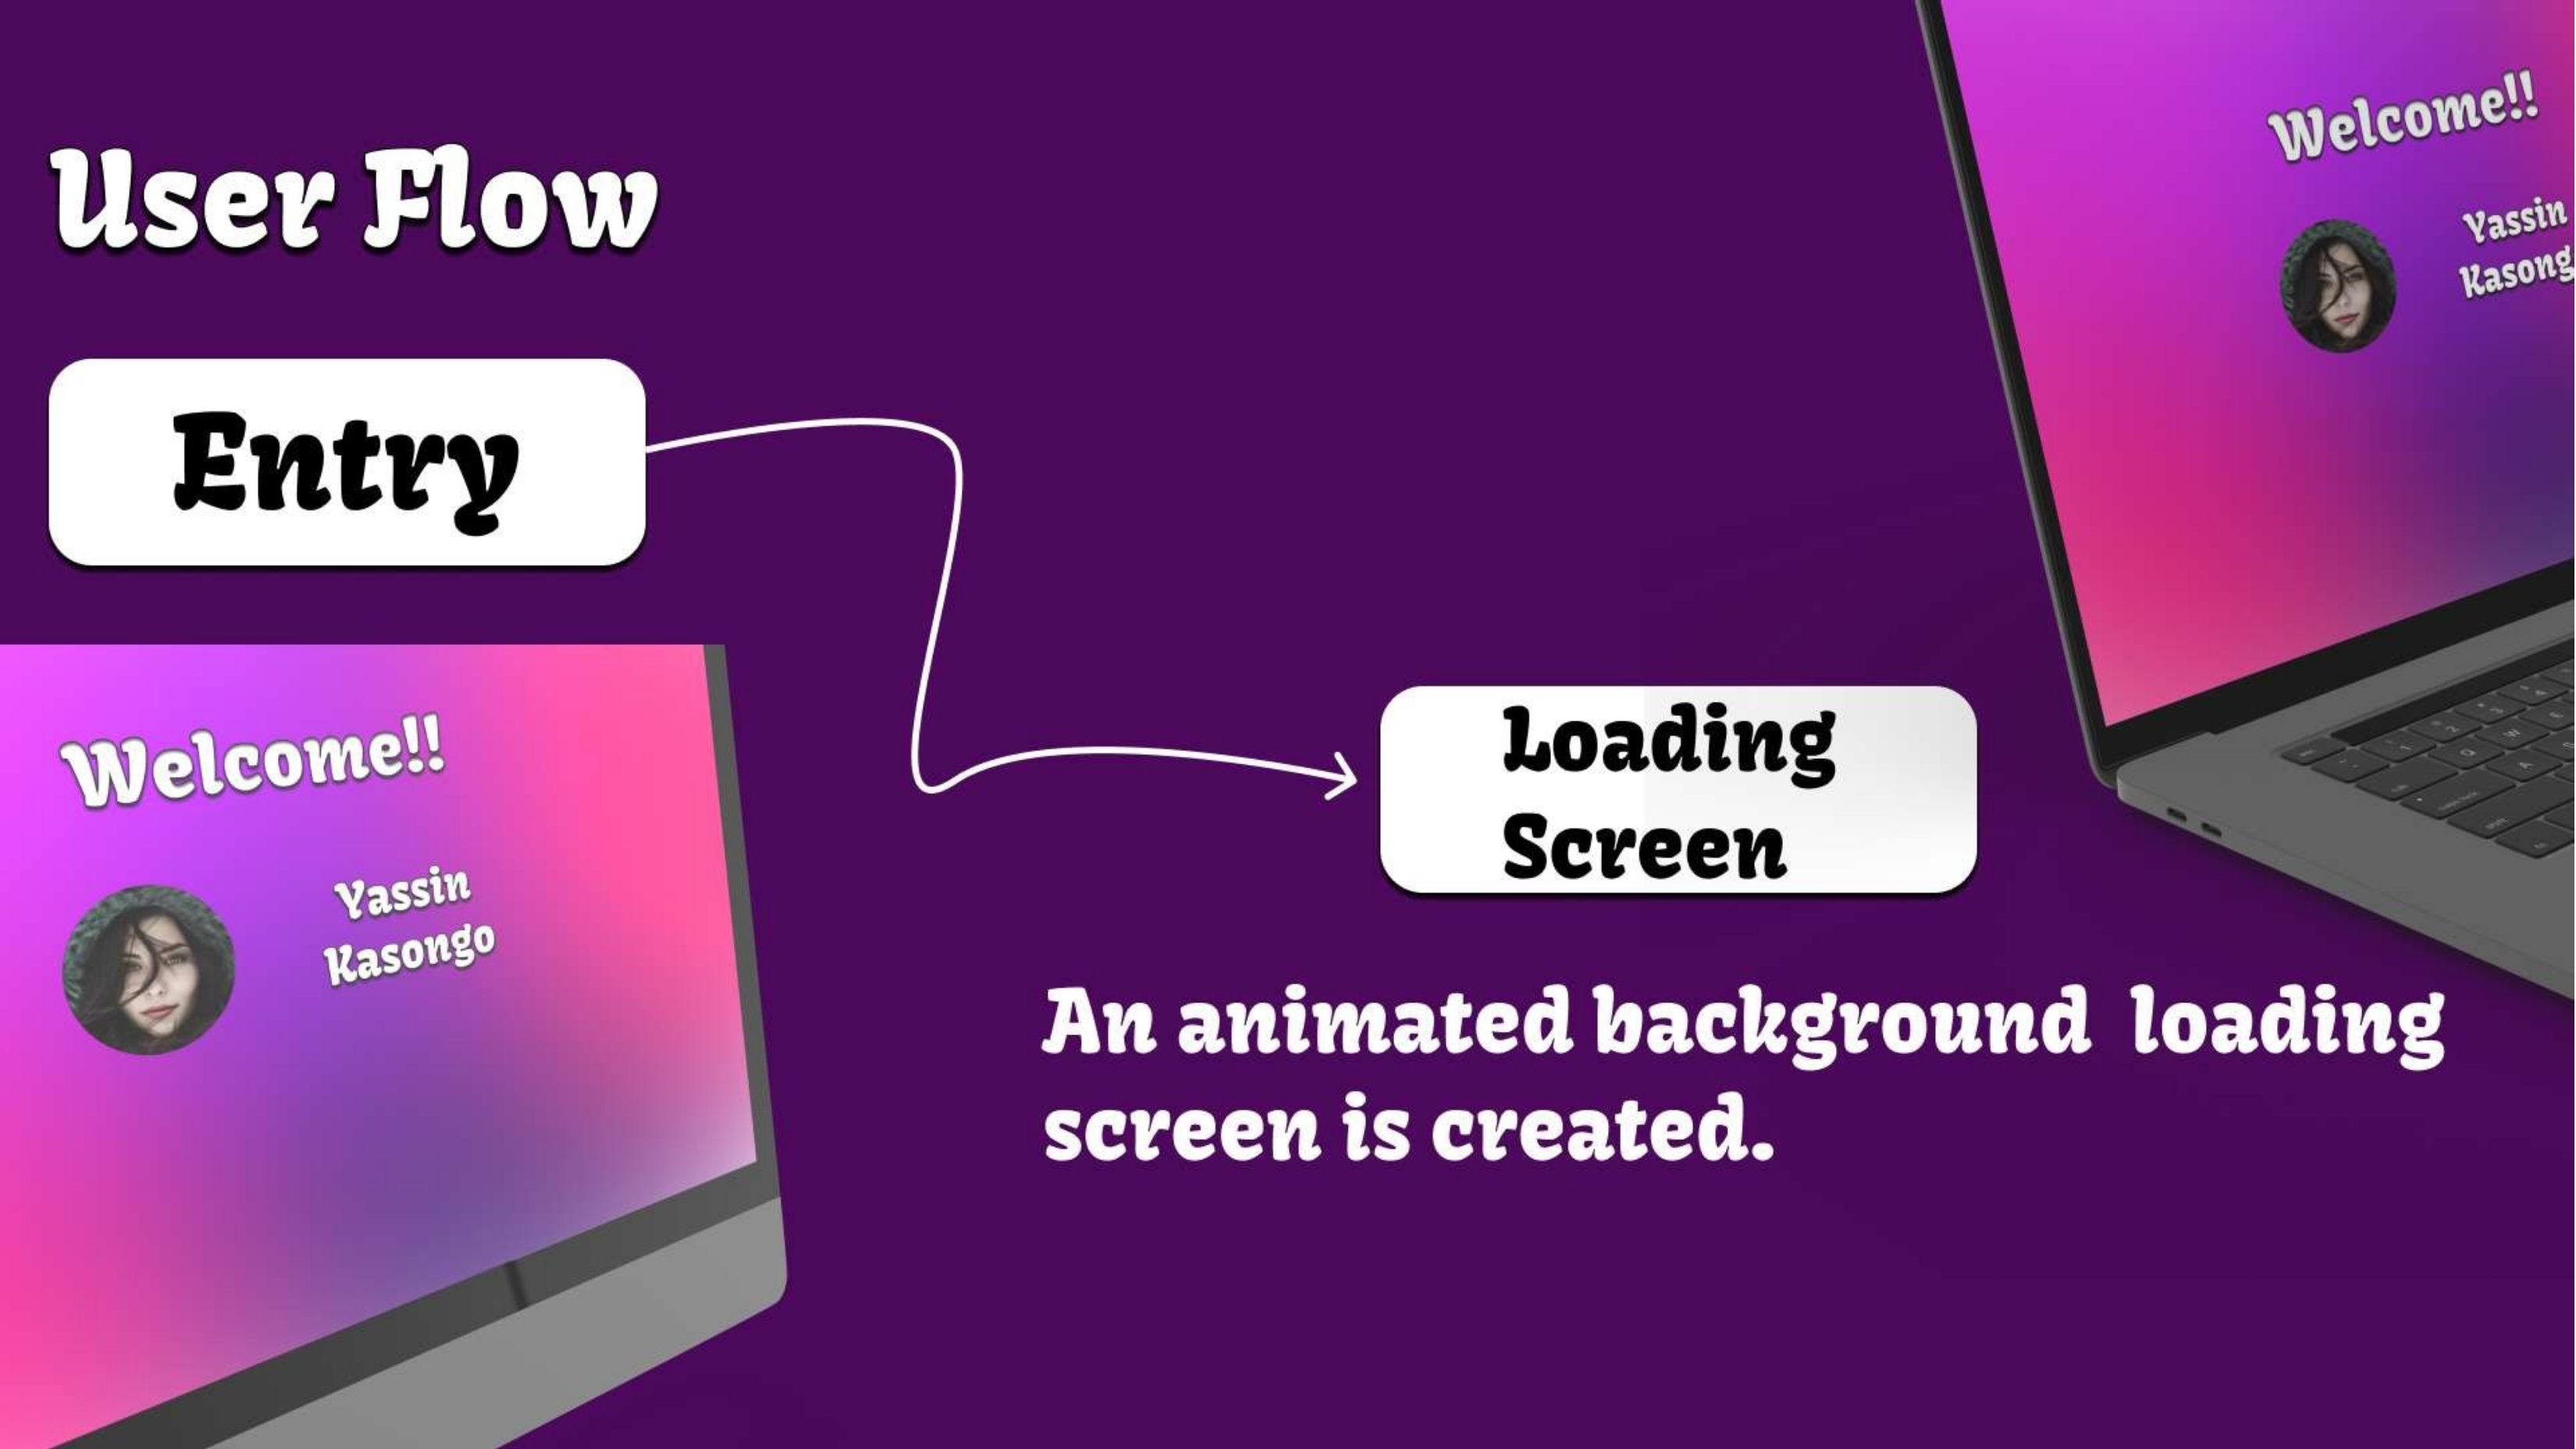 User Flow
Entry
Welcome!!
Yassin
Kasong
Loading
Screen
Welcome!!
Yassin
Kasongo
An animated background loading
screen is created.